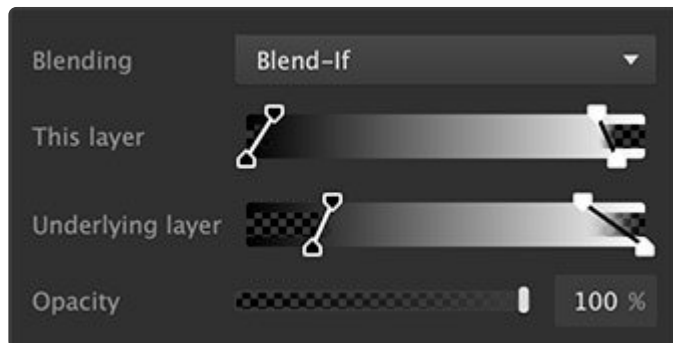 Blending
Blend-If
This layer
Underlying layer
Opacity
100 %